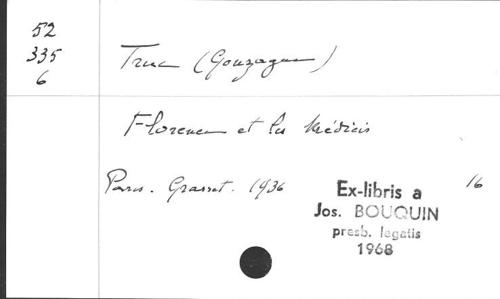 52
335
6
Truc (Gonzague)
Florence et les Médicis
Paris. Grasset. 1936
16
Ex-libris a
Jos. BOUQUIN
presb. legatis
1968